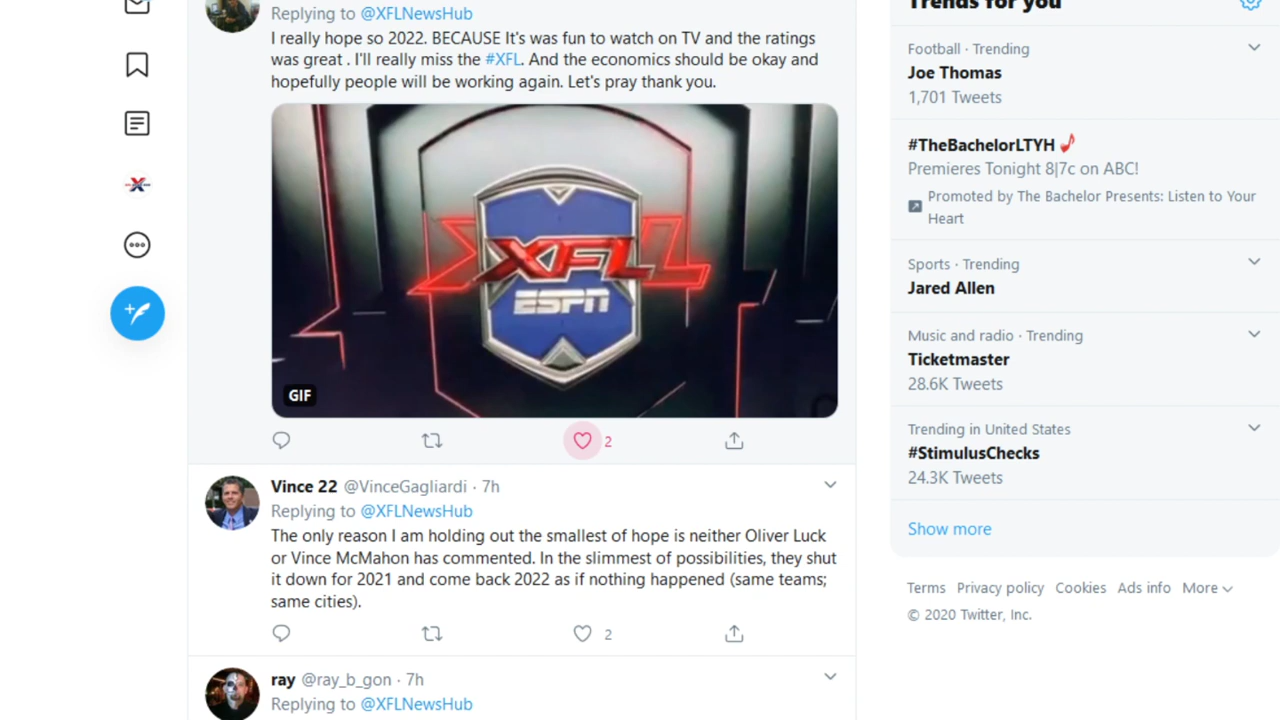 Replying to @XFLNewsHub
I really hope so 2022. BECAUSE It's was fun to watch on TV and the ratings
was great . I'll really miss the #XFL. And the economics should be okay and
hopefully people will be working again. Let's pray thank you.
XFL
ESPN
GIF
2
Vince 22 @VinceGagliardi · 7h
Replying to @XFLNewsHub
The only reason I am holding out the smallest of hope is neither Oliver Luck
or Vince McMahon has commented. In the slimmest of possibilities, they shut
it down for 2021 and come back 2022 as if nothing happened (same teams;
same cities).
2
ray @ray_b_gon · 7h
Replying to @XFLNewsHub
Trends for you
Football · Trending
Joe Thomas
1,701 Tweets
#TheBachelorLTYH
Premieres Tonight 8|7c on ABC!
Promoted by The Bachelor Presents: Listen to Your
Heart
Sports · Trending
Jared Allen
Music and radio · Trending
Ticketmaster
28.6K Tweets
Trending in United States
#StimulusChecks
24.3K Tweets
Show more
Terms Privacy policy Cookies Ads info More
© 2020 Twitter, Inc.